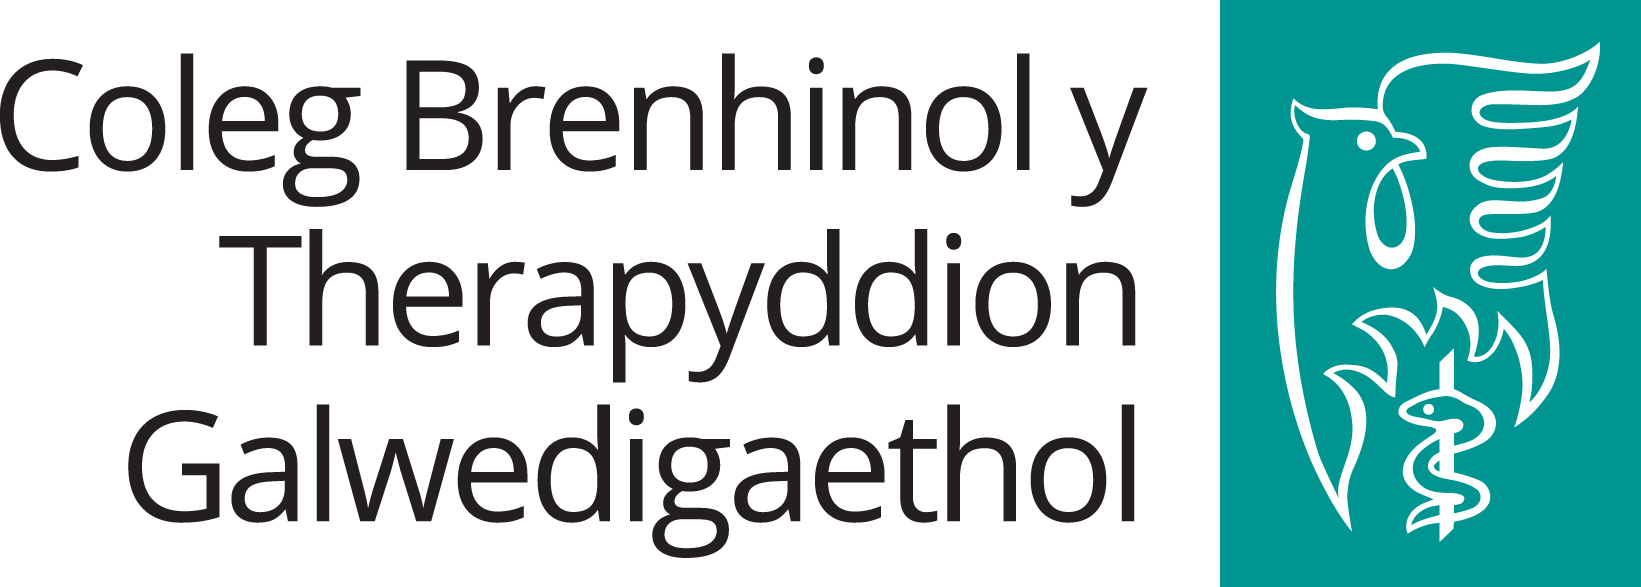 Coleg Brenhinol y
Therapyddion
Galwedigaethol